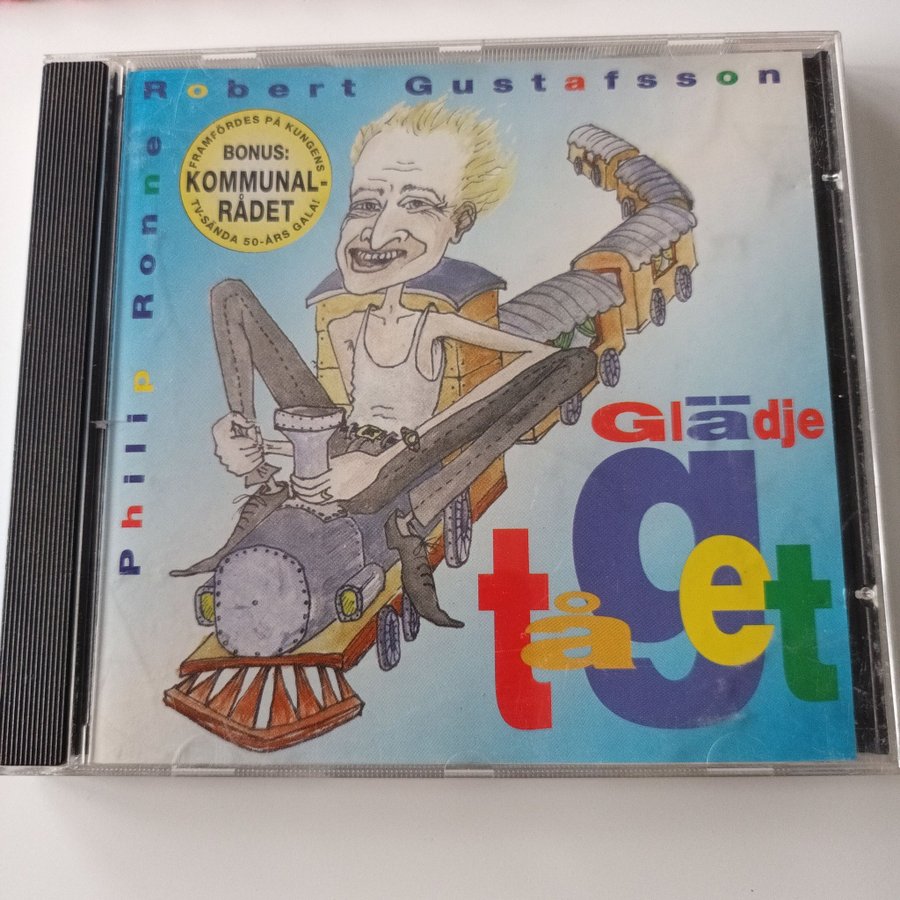 Robert Gustafsson
Philip Ronne
FRAMFÖRDES PÅ KUNGENS
BONUS:
KOMMUNAL-
RÅDET
TV-SÄNDA 50-ÅRS GALA!
Glädje
tåget